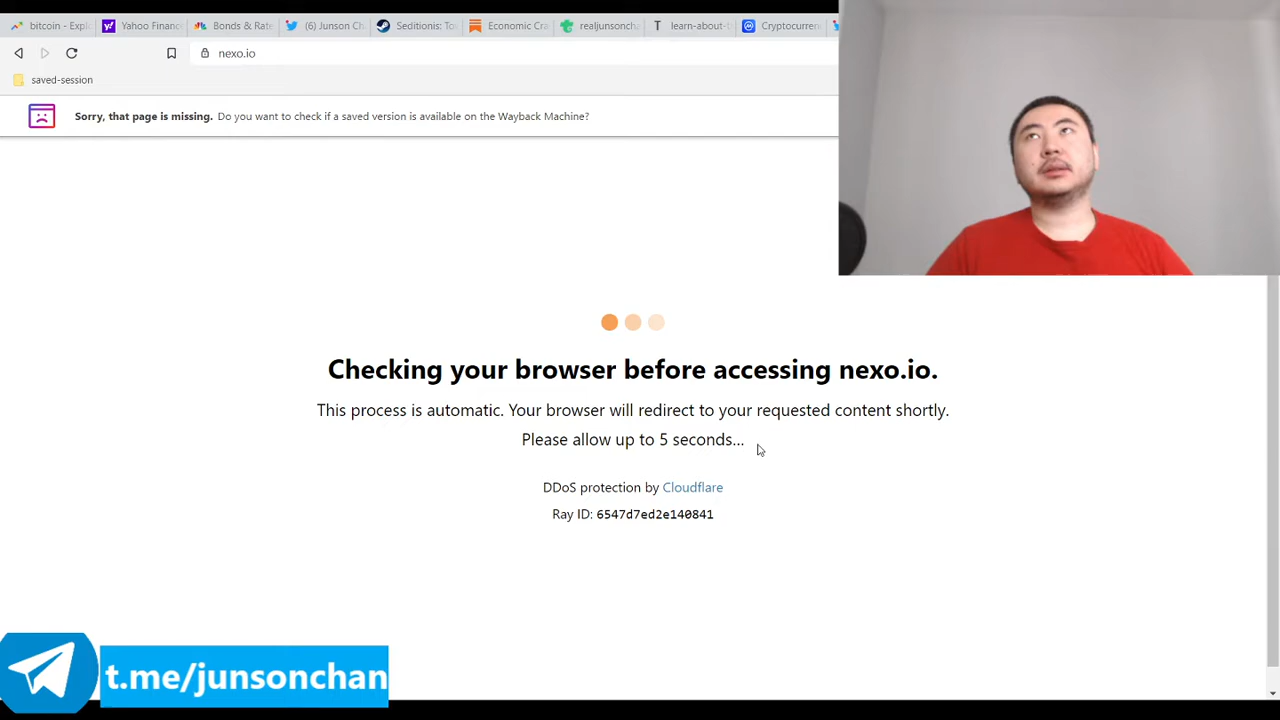 bitcoin - Expl
Yahoo Financ
Bonds & Rate
(6) Junson Ch
Seditionis: Tov
Economic Cra
realjunsoncha
learn-about-t
Cryptocurren
nexo.io
saved-session
Sorry, that page is missing. Do you want to check if a saved version is available on the Wayback Machine?
Checking your browser before accessing nexo.io.
This process is automatic. Your browser will redirect to your requested content shortly.
Please allow up to 5 seconds...
DDoS protection by Cloudflare
Ray ID: 6547d7ed2e140841
t.me/junsonchan